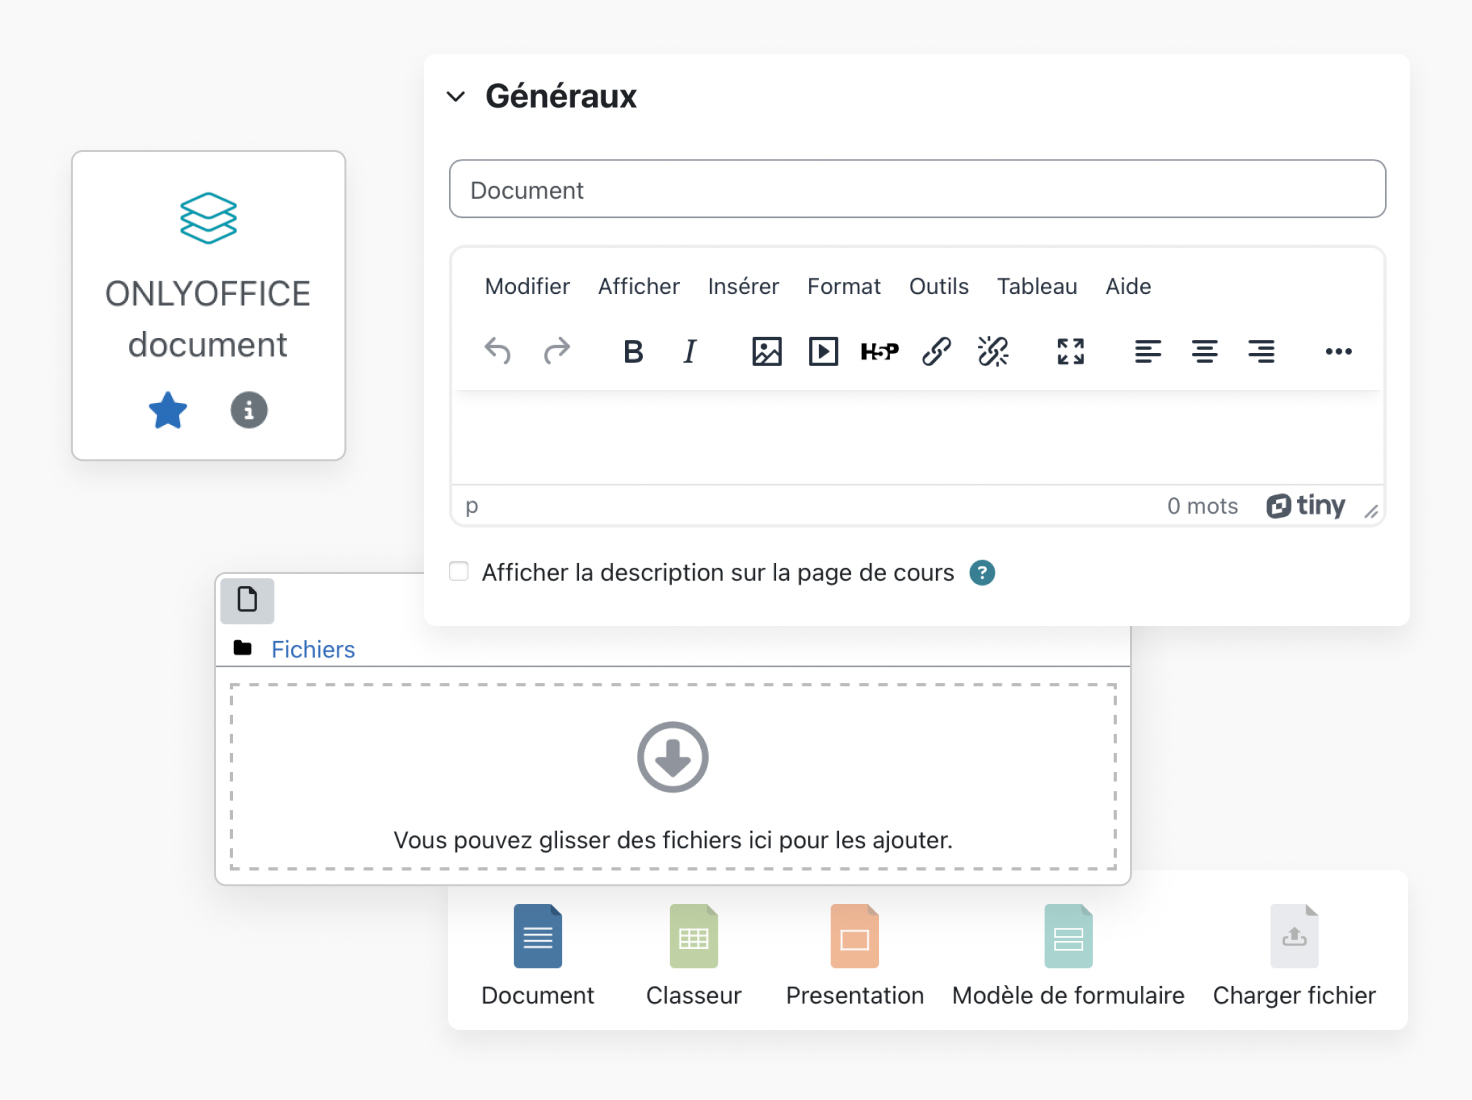 Généraux
Document
ONLYOFFICE
document
Modifier Afficher Insérer Format Outils Tableau Aide
B I H5P
p 0 mots tiny
Afficher la description sur la page de cours ?
Fichiers
Vous pouvez glisser des fichiers ici pour les ajouter.
Document Classeur Presentation Modèle de formulaire Charger fichier